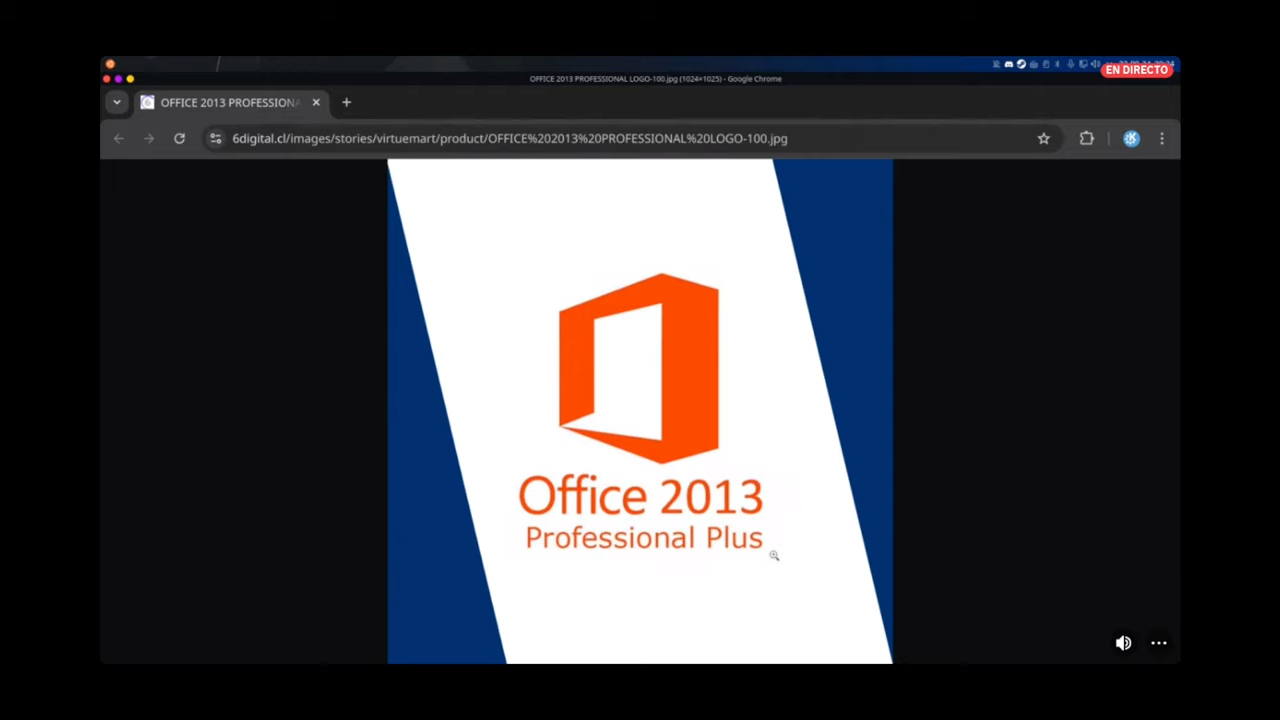 OFFICE 2013 PROFESSIONAL LOGO-100.jpg (1024×1025) - Google Chrome
EN DIRECTO
OFFICE 2013 PROFESSIONA
6digital.cl/images/stories/virtuemart/product/OFFICE%202013%20PROFESSIONAL%20LOGO-100.jpg
Office 2013
Professional Plus